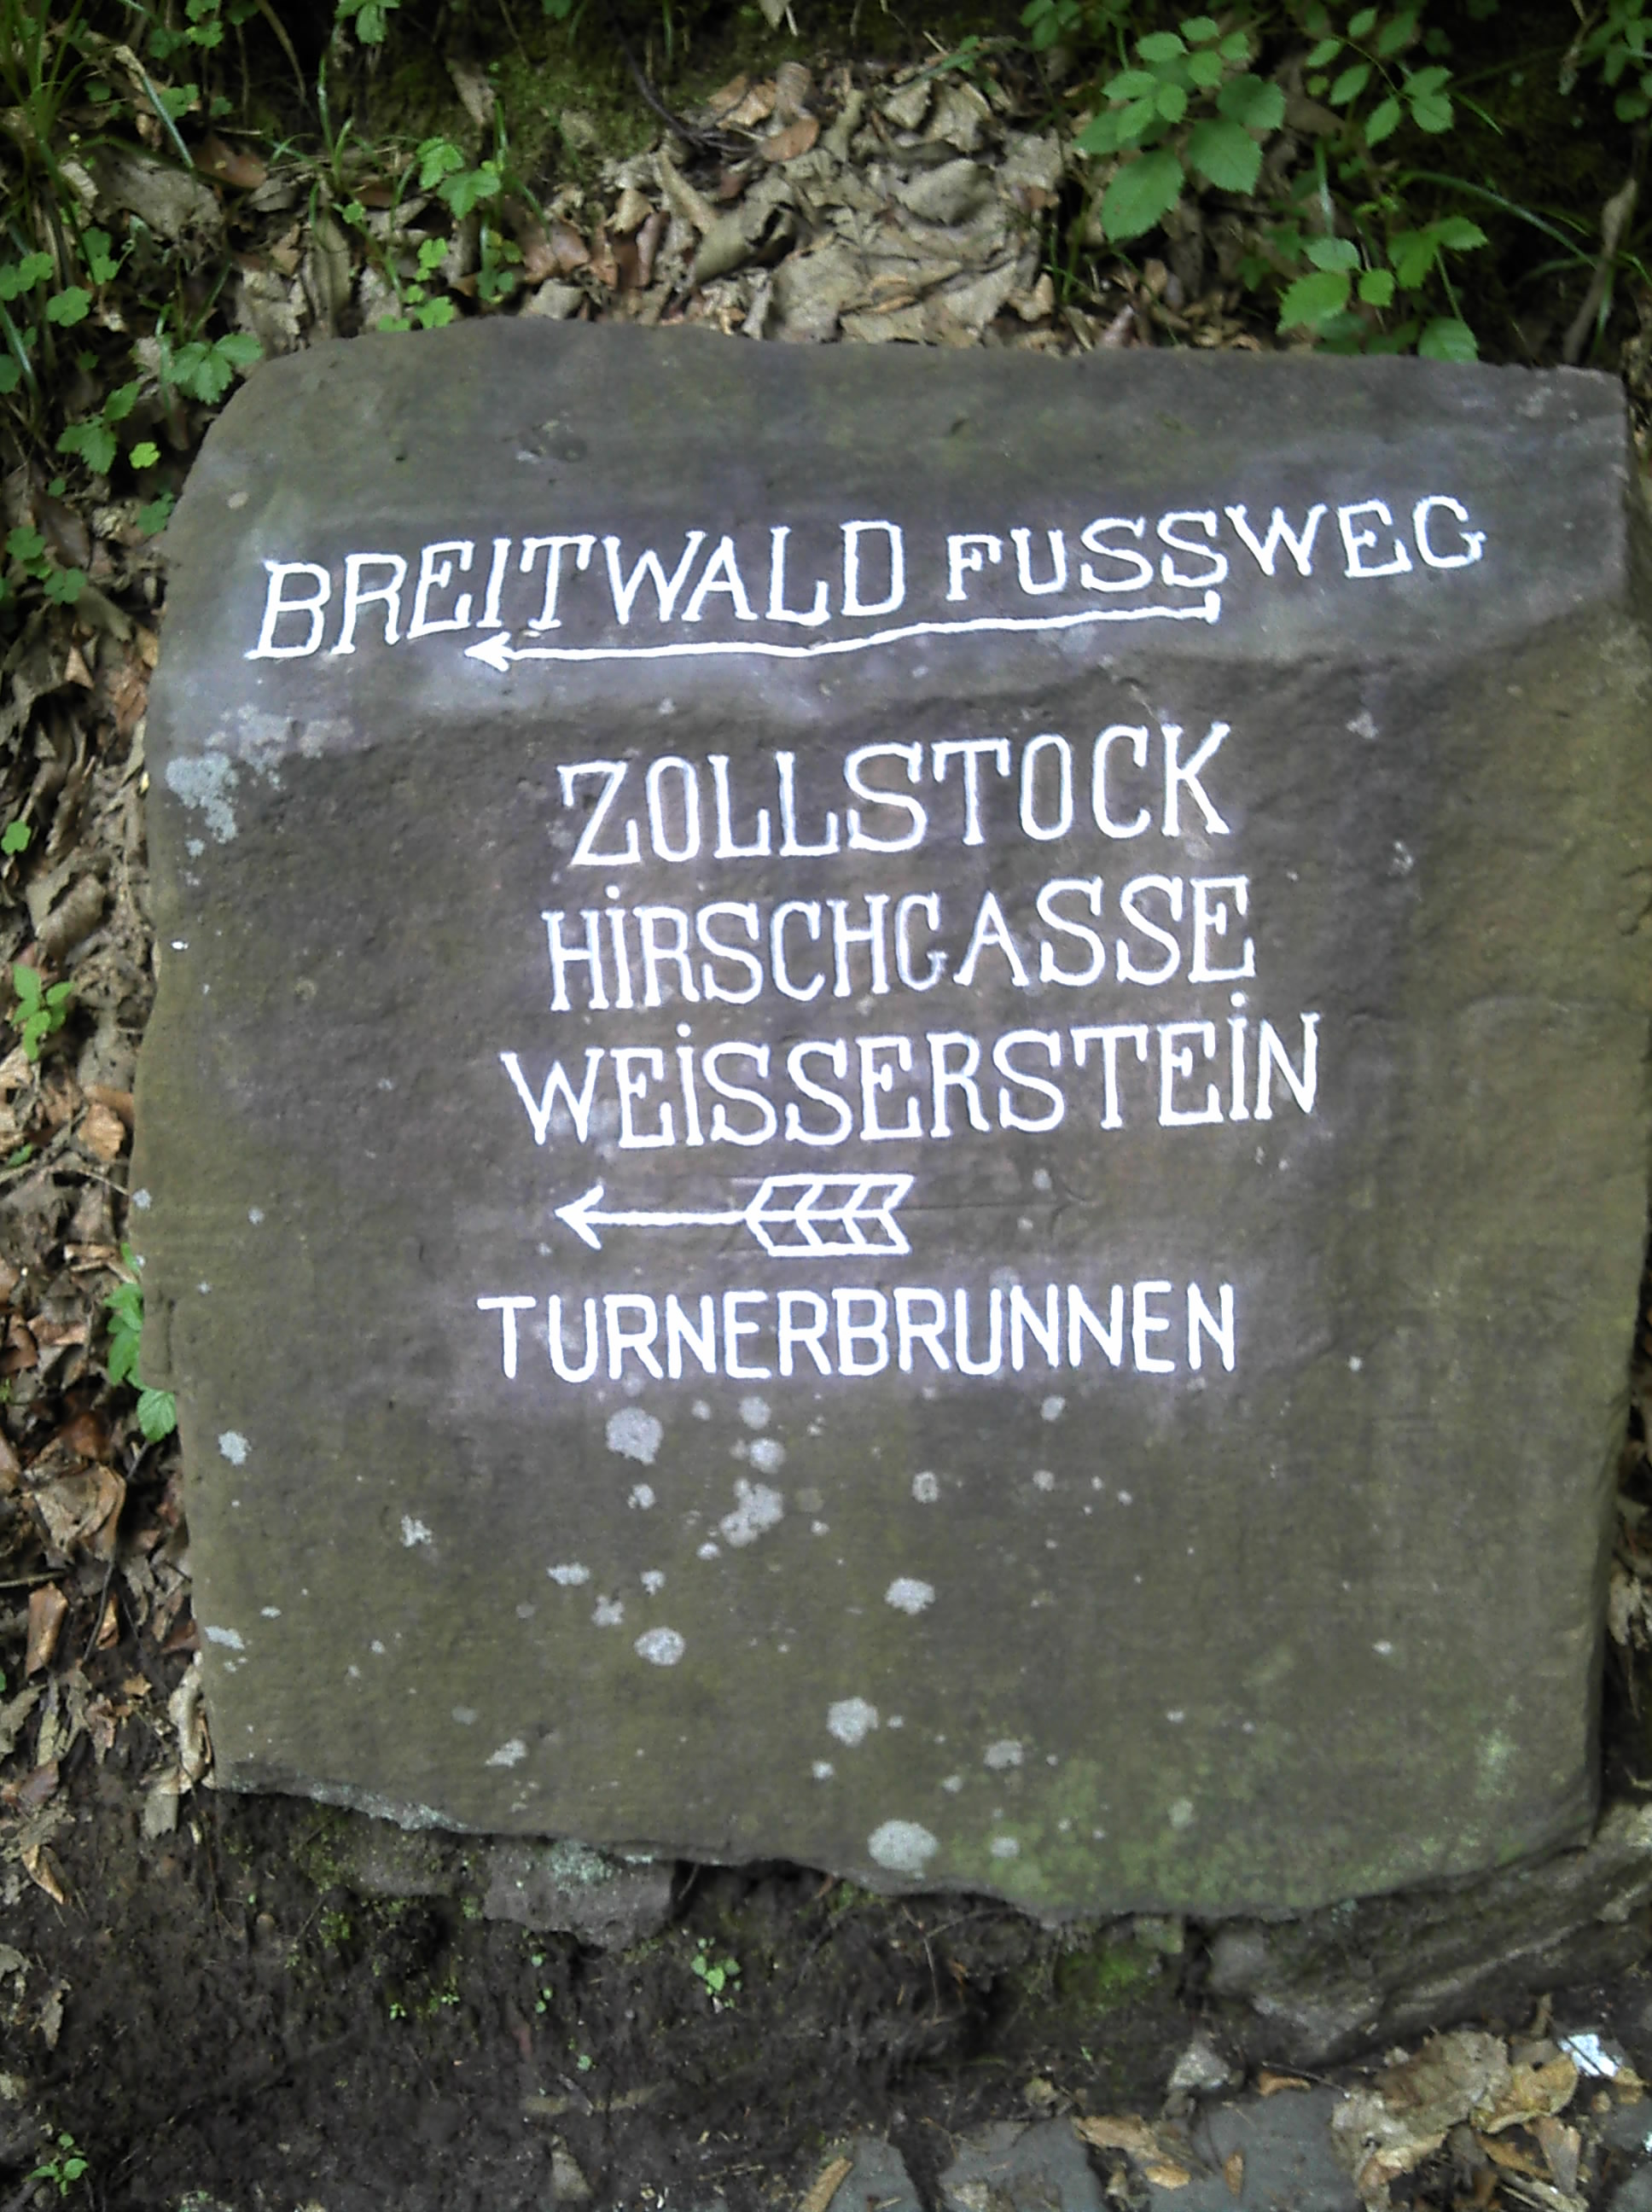 BREITWALD FUSSWEG
ZOLLSTOCK
HiRSCHGASSE
WEiSSERSTEiN
TURNERBRUNNEN